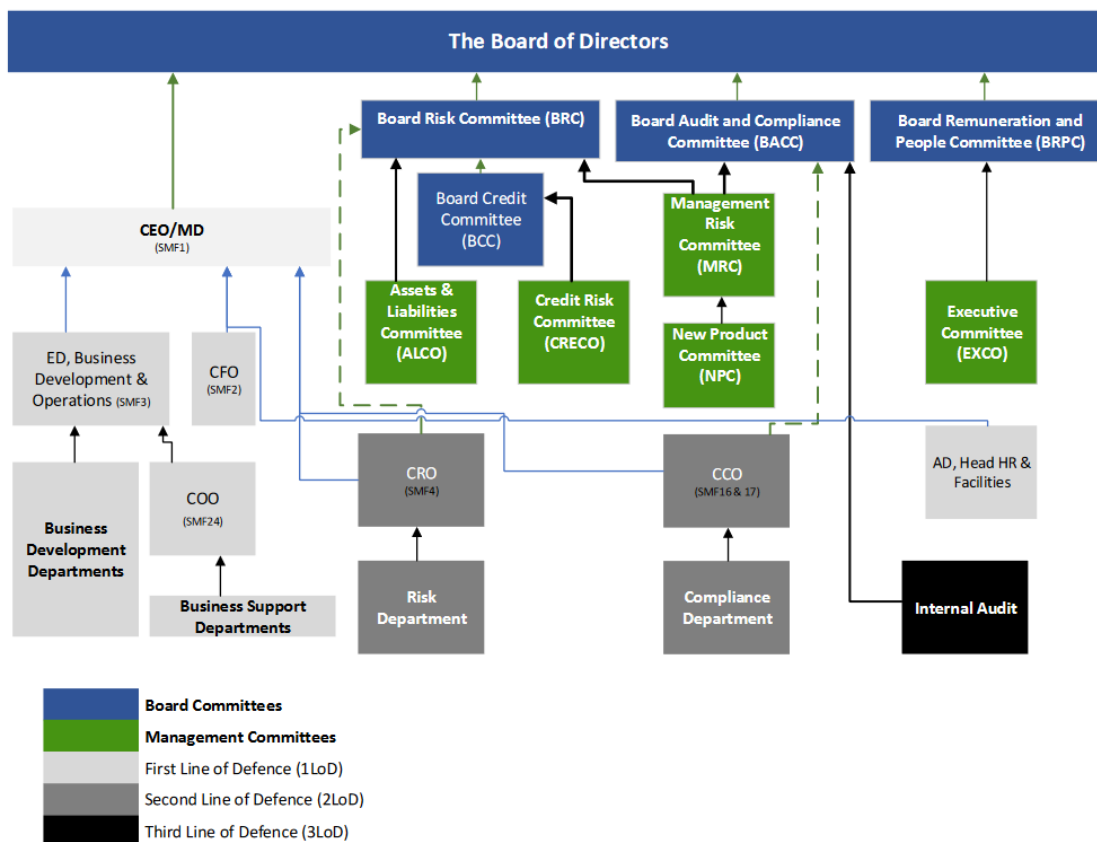 The Board of Directors
Board Risk Committee (BRC)
Board Audit and Compliance
Committee (BACC)
Board Remuneration and
People Committee (BRPC)
Board Credit
Committee
(BCC)
Management
Risk
Committee
(MRC)
CEO/MD
(SMF1)
Assets &
Liabilities
Committee
(ALCO)
Credit Risk
Committee
(CRECO)
New Product
Committee
(NPC)
Executive
Committee
(EXCO)
ED, Business
Development &
Operations (SMF3)
CFO
(SMF2)
CRO
(SMF4)
CCO
(SMF16 & 17)
AD, Head HR &
Facilities
Business
Development
Departments
COO
(SMF24)
Business Support
Departments
Risk
Department
Compliance
Department
Internal Audit
Board Committees
Management Committees
First Line of Defence (1LoD)
Second Line of Defence (2LoD)
Third Line of Defence (3LoD)